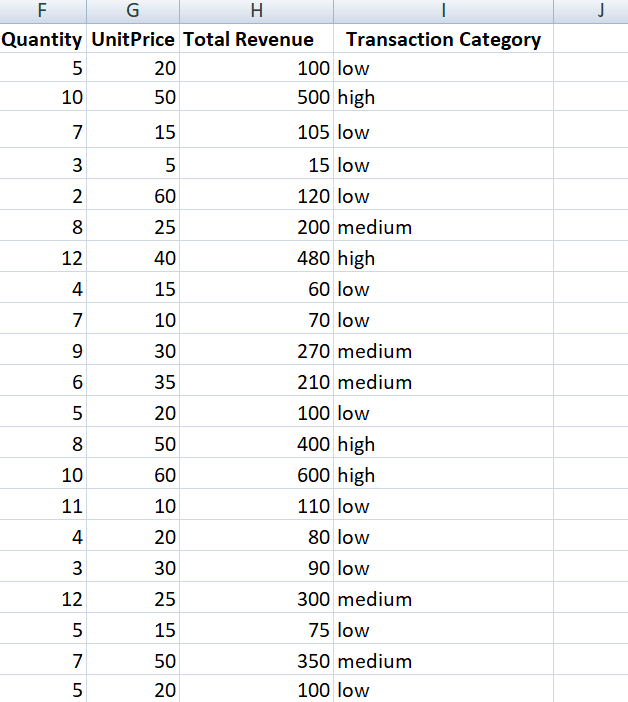 F G H I J
Quantity UnitPrice Total Revenue Transaction Category
5 20 100 low
10 50 500 high
7 15 105 low
3 5 15 low
2 60 120 low
8 25 200 medium
12 40 480 high
4 15 60 low
7 10 70 low
9 30 270 medium
6 35 210 medium
5 20 100 low
8 50 400 high
10 60 600 high
11 10 110 low
4 20 80 low
3 30 90 low
12 25 300 medium
5 15 75 low
7 50 350 medium
5 20 100 low